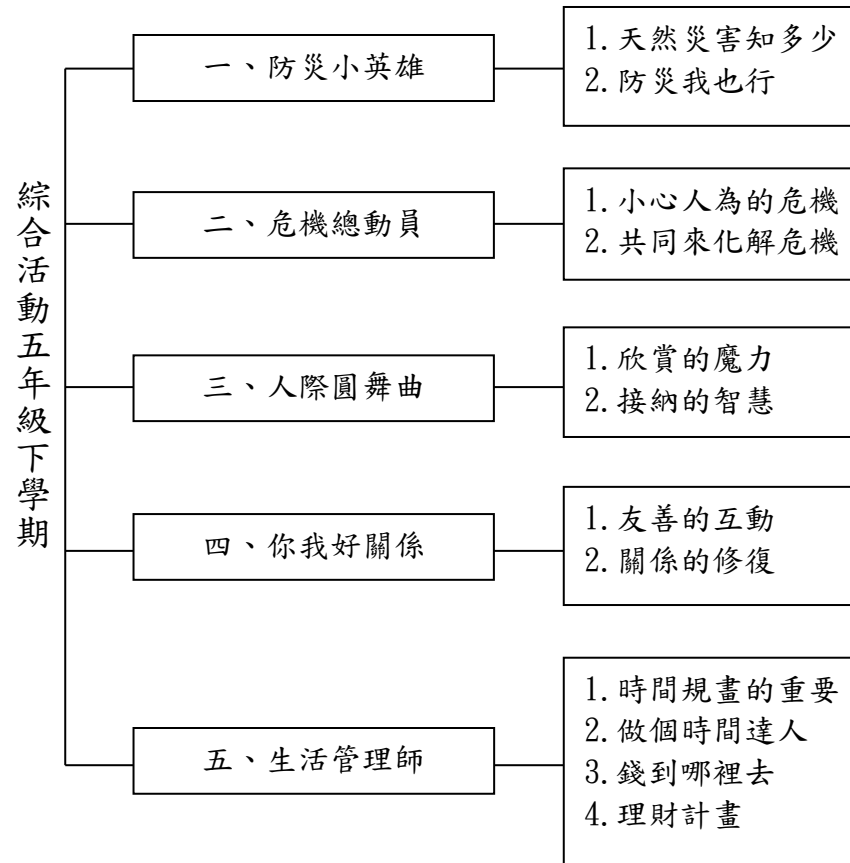 綜合活動五年級下學期
一、防災小英雄
1.天然災害知多少
2.防災我也行
二、危機總動員
1.小心人為的危機
2.共同來化解危機
三、人際圓舞曲
1.欣賞的魔力
2.接納的智慧
四、你我好關係
1.友善的互動
2.關係的修復
五、生活管理師
1.時間規畫的重要
2.做個時間達人
3.錢到哪裡去
4.理財計畫